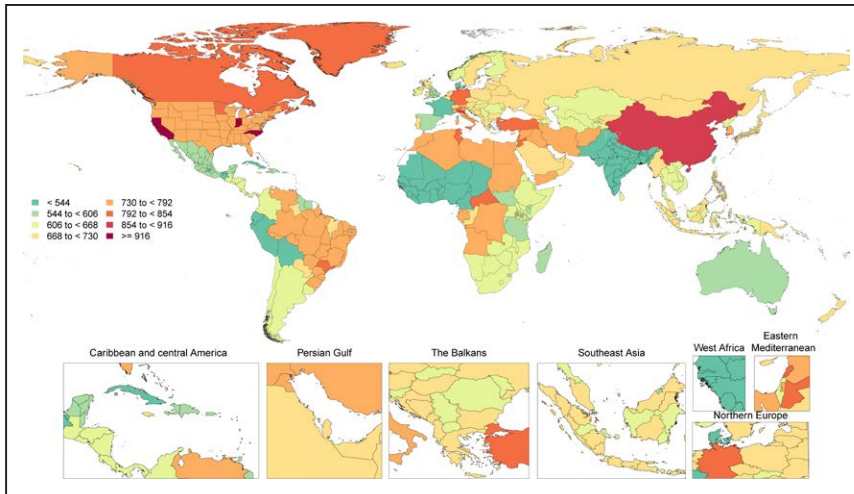 < 544
544 to < 606
606 to < 668
668 to < 730
730 to < 792
792 to < 854
854 to < 916
>= 916
Caribbean and central America
Persian Gulf
The Balkans
Southeast Asia
West Africa
Eastern
Mediterranean
Northern Europe